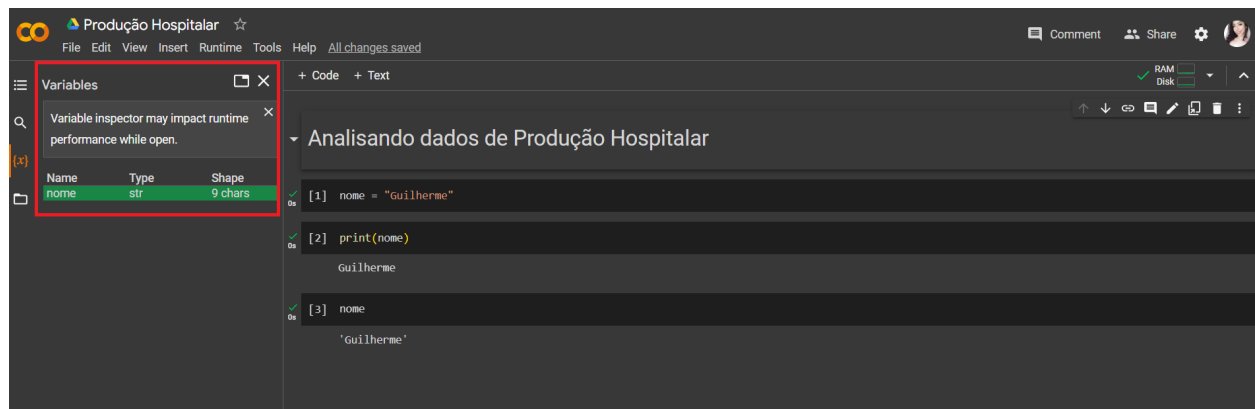 Produção Hospitalar
File Edit View Insert Runtime Tools Help All changes saved
Comment
Share
Variables
Variable inspector may impact runtime
performance while open.
Name Type Shape
nome str 9 chars
{x}
+ Code + Text
RAM
Disk
Analisando dados de Produção Hospitalar
[1] nome = "Guilherme"
0s
[2] print(nome)
0s
Guilherme
[3] nome
0s
'Guilherme'